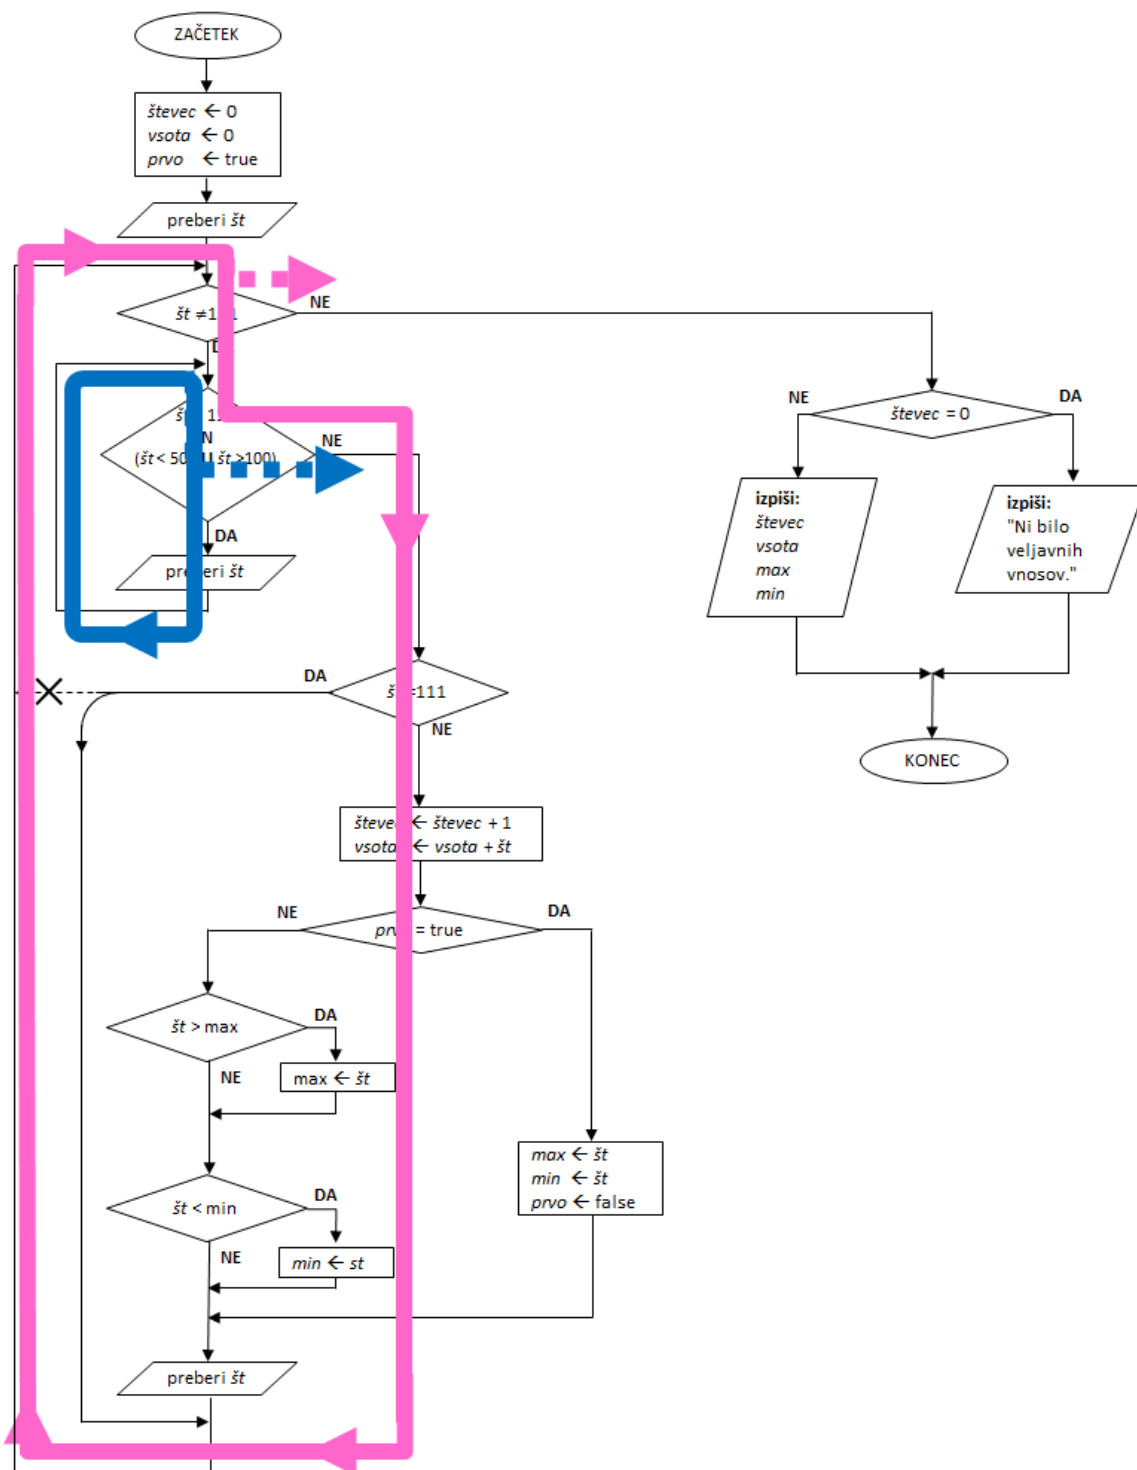 ZAČETEK
števec ← 0
vsota ← 0
prvo ← true
preberi št
št ≠
NE
NE
DA
števec = 0
NE
(št < 50 št >100)
izpiši:
števec
vsota
max
min
izpiši:
"Ni bilo
veljavnih
vnosov."
DA
preberi št
DA
=111
NE
KONEC
števec ← števec + 1
vsota ← vsota + št
NE
DA
= true
št > max
DA
NE
max ← št
max ← št
min ← št
prvo ← false
št < min
DA
NE
min ← st
preberi št